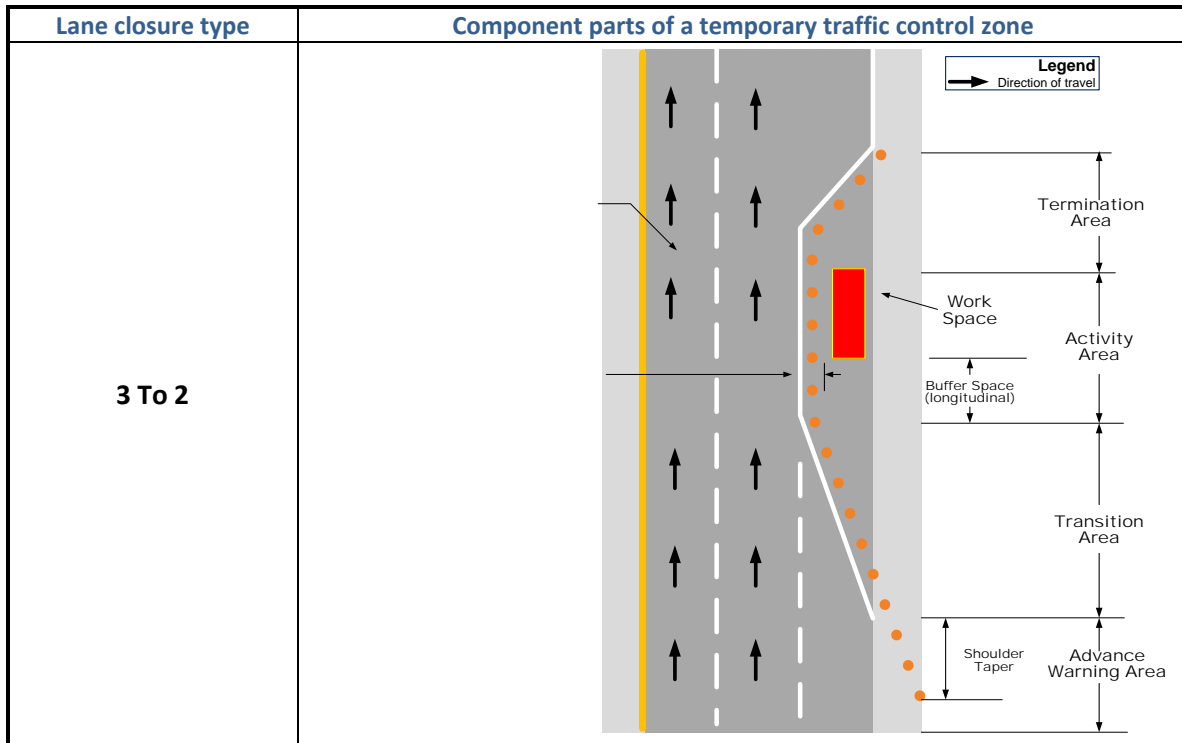 Lane closure type
Component parts of a temporary traffic control zone
3 To 2
Legend
Direction of travel
Termination
Area
Work
Space
Activity
Area
Buffer Space
(longitudinal)
Transition
Area
Shoulder
Taper
Advance
Warning Area